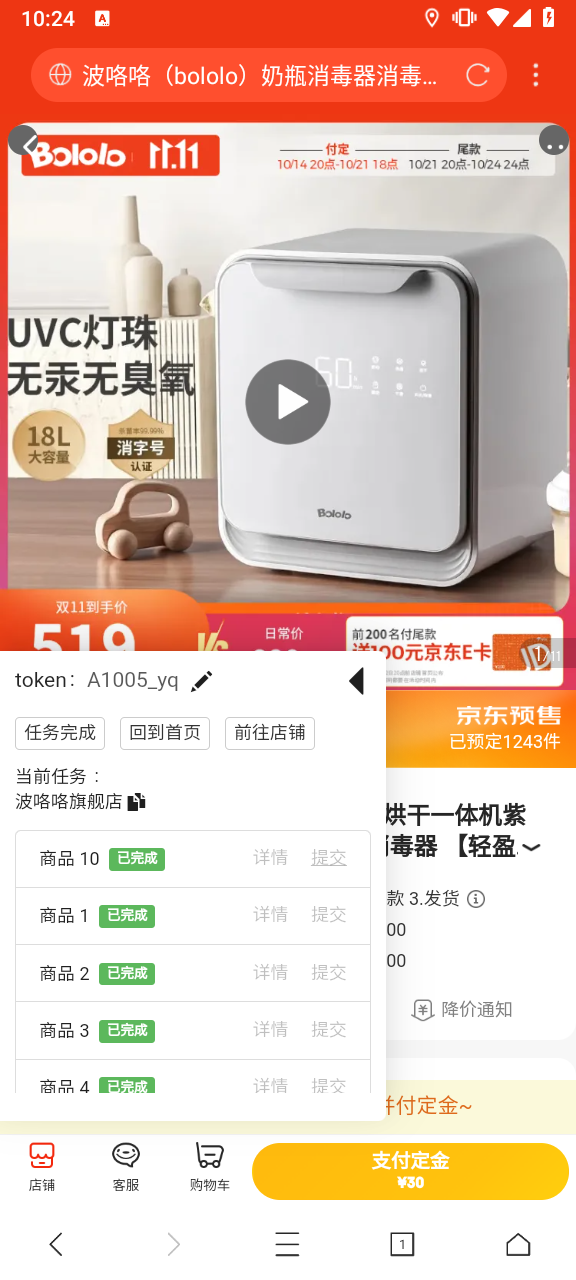 10:24
波咯咯（bololo）奶瓶消毒器消毒...
Bololo 11.11
付定 尾款
10/14 20点-10/21 18点 10/21 20点-10/24 24点
UVC灯珠
无汞无臭氧
60
18L
大容量
杀菌率99.99%
消字号
认证
Bololo
双11到手价
519
VS
日常价
前200名付尾款
送100元京东E卡
1/11
京东预售
已预定1243件
token： A1005_yq
任务完成 回到首页 前往店铺
当前任务：
波咯咯旗舰店
商品 10 已完成 详情 提交
商品 1 已完成 详情 提交
商品 2 已完成 详情 提交
商品 3 已完成 详情 提交
商品 4 已完成 详情 提交
烘干一体机紫
毒器 【轻盈
款 3.发货
00
00
降价通知
并付定金~
店铺
客服
购物车
支付定金
¥30
1